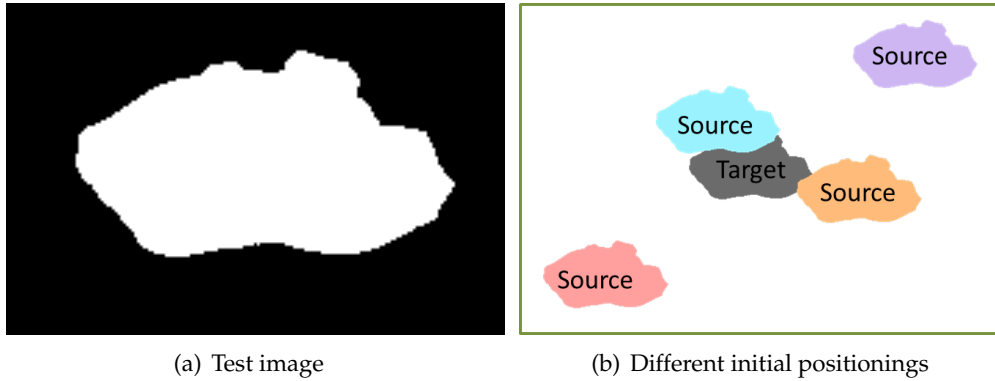 Source
Source
Target
Source
Source
(a) Test image
(b) Different initial positionings